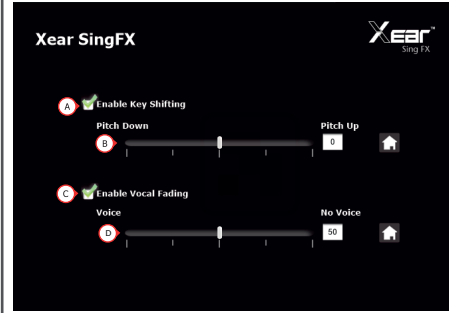 Xear SingFX
Xear™
Sing FX
A Enable Key Shifting
Pitch Down Pitch Up
B 0
C Enable Vocal Fading
Voice No Voice
D 50